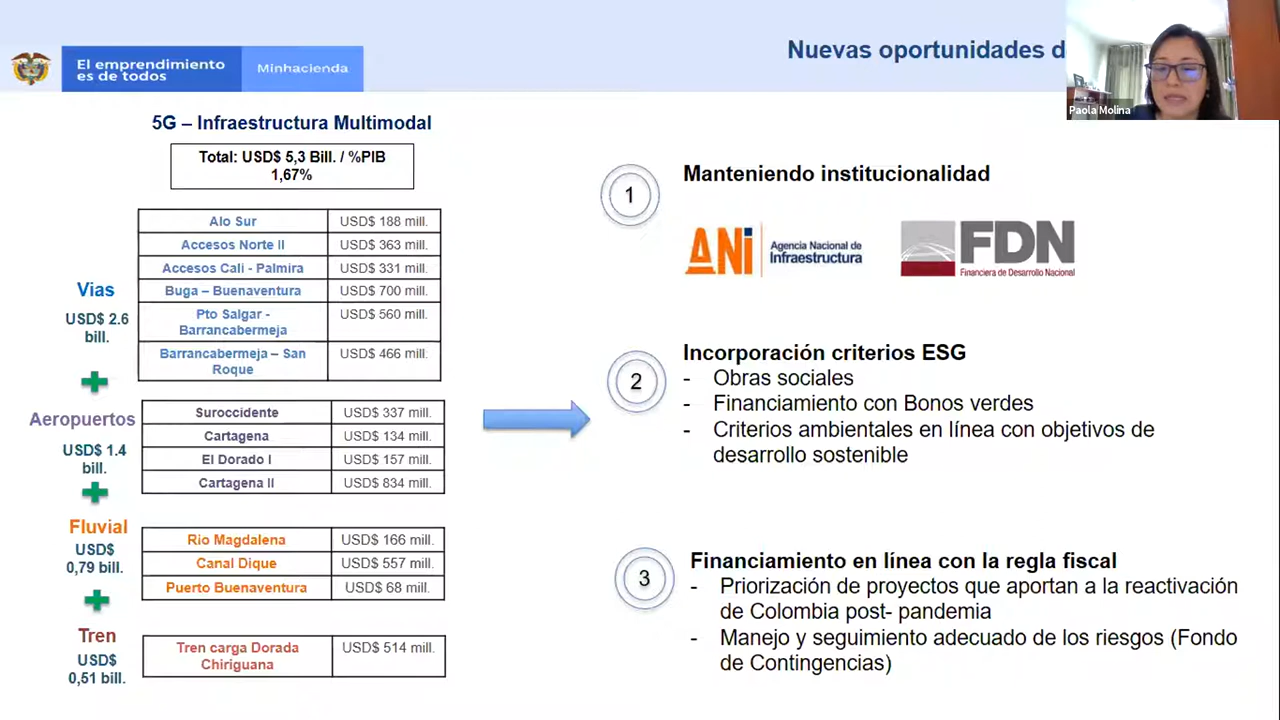 El emprendimiento
es de todos
Minhacienda
Nuevas oportunidades d
Paola Molina
5G – Infraestructura Multimodal
Total: USD$ 5,3 Bill. / %PIB
1,67%
Vias
USD$ 2.6
bill.
Alo Sur USD$ 188 mill.
Accesos Norte II USD$ 363 mill.
Accesos Cali - Palmira USD$ 331 mill.
Buga – Buenaventura USD$ 700 mill.
Pto Salgar - USD$ 560 mill.
Barrancabermeja
Barrancabermeja – San USD$ 466 mill.
Roque
Aeropuertos
USD$ 1.4
bill.
Suroccidente USD$ 337 mill.
Cartagena USD$ 134 mill.
El Dorado I USD$ 157 mill.
Cartagena II USD$ 834 mill.
Fluvial
USD$
0,79 bill.
Rio Magdalena USD$ 166 mill.
Canal Dique USD$ 557 mill.
Puerto Buenaventura USD$ 68 mill.
Tren
USD$
0,51 bill.
Tren carga Dorada USD$ 514 mill.
Chiriguana
1
Manteniendo institucionalidad
ANi
Agencia Nacional de
Infraestructura
FDN
Financiera de Desarrollo Nacional
2
Incorporación criterios ESG
- Obras sociales
- Financiamiento con Bonos verdes
- Criterios ambientales en línea con objetivos de
desarrollo sostenible
3
Financiamiento en línea con la regla fiscal
- Priorización de proyectos que aportan a la reactivación
de Colombia post- pandemia
- Manejo y seguimiento adecuado de los riesgos (Fondo
de Contingencias)